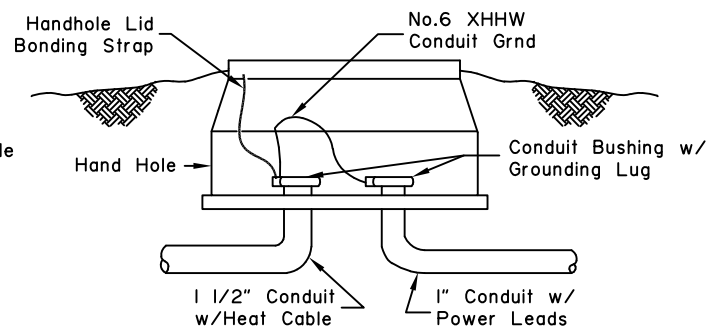 Handhole Lid
Bonding Strap
No.6 XHHW
Conduit Grnd
le
Hand Hole
Conduit Bushing w/
Grounding Lug
1 1/2" Conduit
w/Heat Cable
1" Conduit w/
Power Leads